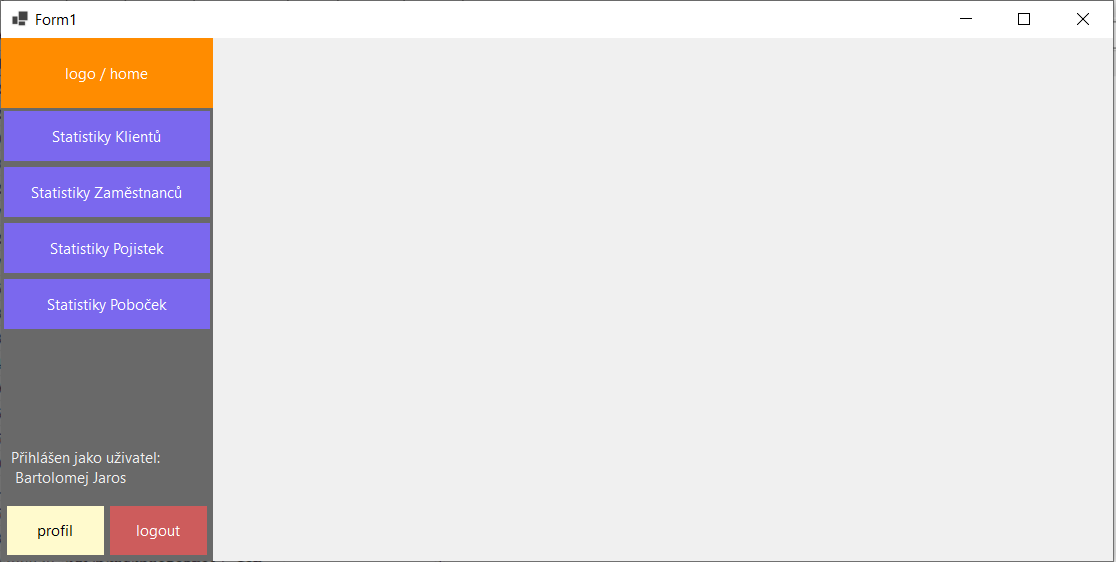 Form1
logo / home
Statistiky Klientů
Statistiky Zaměstnanců
Statistiky Pojistek
Statistiky Poboček
Přihlášen jako uživatel:
Bartolomej Jaros
profil
logout